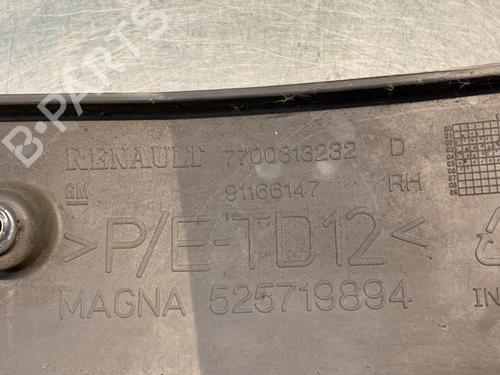 B-PARTS
RENAULT 7700313232 D
GM 91166147 RH
>P/E-TD12<
MAGNA 525719894
IN